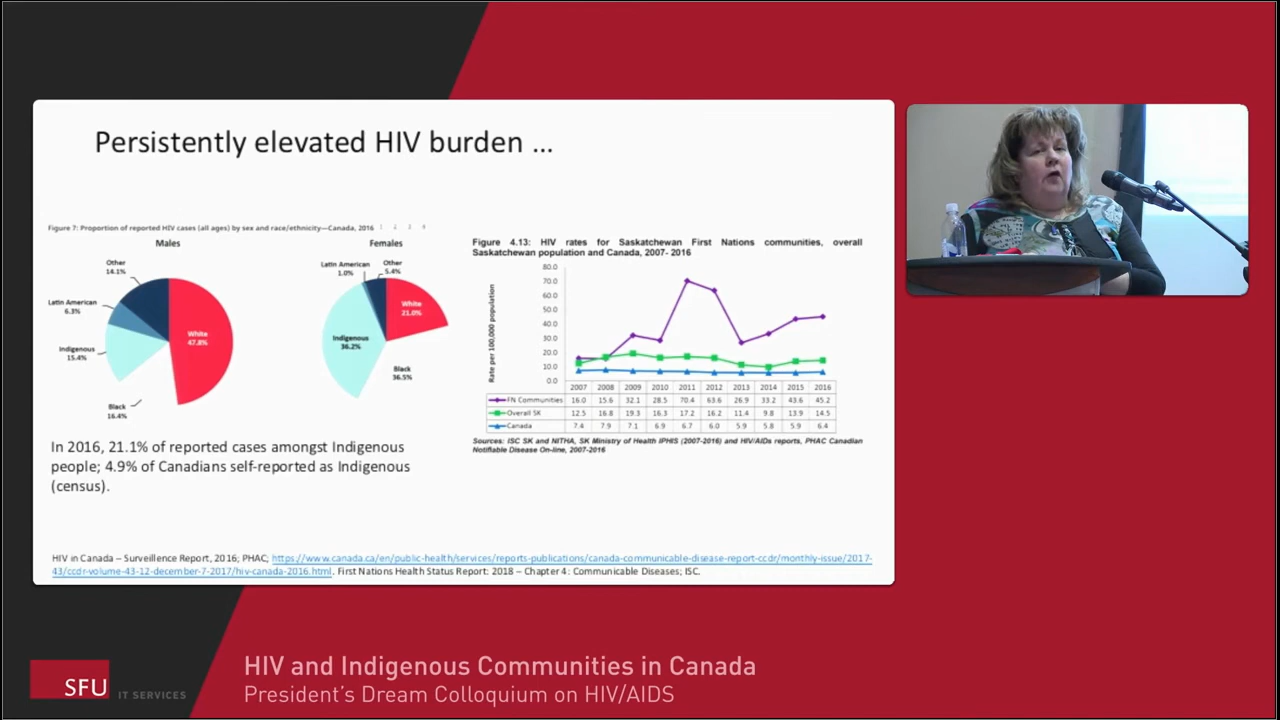 Persistently elevated HIV burden ...
Figure 7: Proportion of reported HIV cases (all ages) by sex and race/ethnicity—Canada, 2016 1 2 3 4
Males
Other
14.1%
Latin American
6.3%
Indigenous
15.4%
Black
16.4%
White
47.8%
Females
Latin American
1.0%
Other
5.4%
White
21.0%
Indigenous
36.2%
Black
36.5%
In 2016, 21.1% of reported cases amongst Indigenous
people; 4.9% of Canadians self-reported as Indigenous
(census).
Figure 4.13: HIV rates for Saskatchewan First Nations communities, overall
Saskatchewan population and Canada, 2007- 2016
Rate per 100,000 population
80.0
70.0
60.0
50.0
40.0
30.0
20.0
10.0
0.0
2007 2008 2009 2010 2011 2012 2013 2014 2015 2016
FN Communities 16.0 15.6 32.1 28.5 70.4 63.6 26.9 33.2 43.6 45.2
Overall SK 12.5 16.8 19.3 16.3 17.2 16.2 11.4 9.8 13.9 14.5
Canada 7.4 7.9 7.1 6.9 6.7 6.0 5.9 5.8 5.9 6.4
Sources: ISC SK and NITHA, SK Ministry of Health IPHIS (2007-2016) and HIV/AIDs reports, PHAC Canadian
Notifiable Disease On-line, 2007-2016
HIV in Canada – Surveillence Report, 2016; PHAC; https://www.canada.ca/en/public-health/services/reports-publications/canada-communicable-disease-report-ccdr/monthly-issue/2017-
43/ccdr-volume-43-12-december-7-2017/hiv-canada-2016.html. First Nations Health Status Report: 2018 – Chapter 4: Communicable Diseases; ISC.
SFU IT SERVICES
HIV and Indigenous Communities in Canada
President's Dream Colloquium on HIV/AIDS